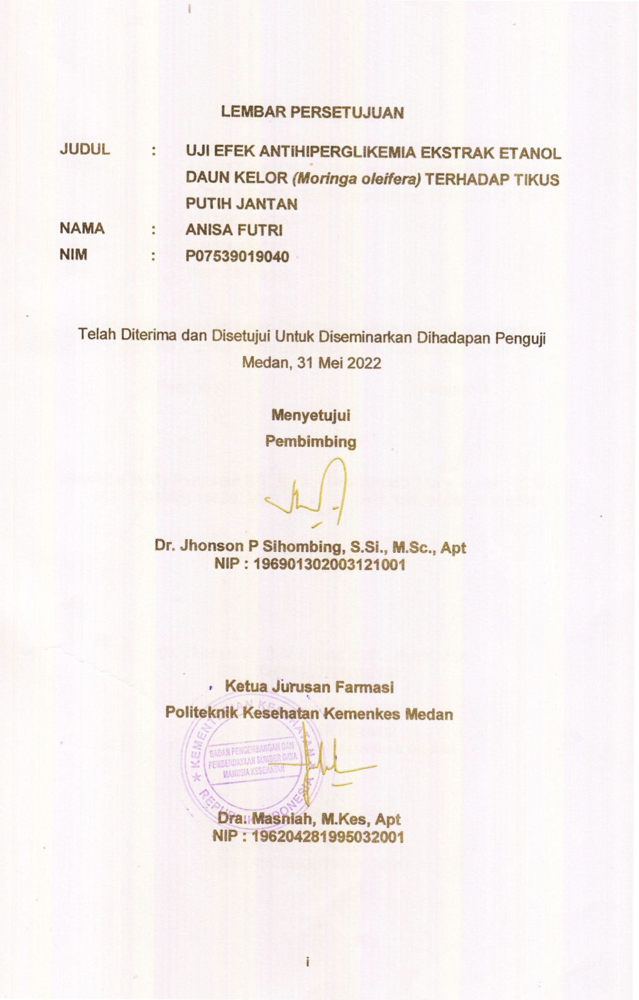 LEMBAR PERSETUJUAN
JUDUL : UJI EFEK ANTIHIPERGLIKEMIA EKSTRAK ETANOL
DAUN KELOR (Moringa oleifera) TERHADAP TIKUS
PUTIH JANTAN
NAMA : ANISA FUTRI
NIM : P07539019040
Telah Diterima dan Disetujui Untuk Diseminarkan Dihadapan Penguji
Medan, 31 Mei 2022
Menyetujui
Pembimbing
Dr. Jhonson P Sihombing, S.Si., M.Sc., Apt
NIP : 196901302003121001
Ketua Jurusan Farmasi
Politeknik Kesehatan Kemenkes Medan
KEMENTERIAN KESEHATAN
BADAN PENGEMBANGAN DAN
PEMBERDAYAAN SUMBER DAYA
MANUSIA KESEHATAN
REPUBLIK INDONESIA
Dra. Masniah, M.Kes, Apt
NIP : 196204281995032001
i